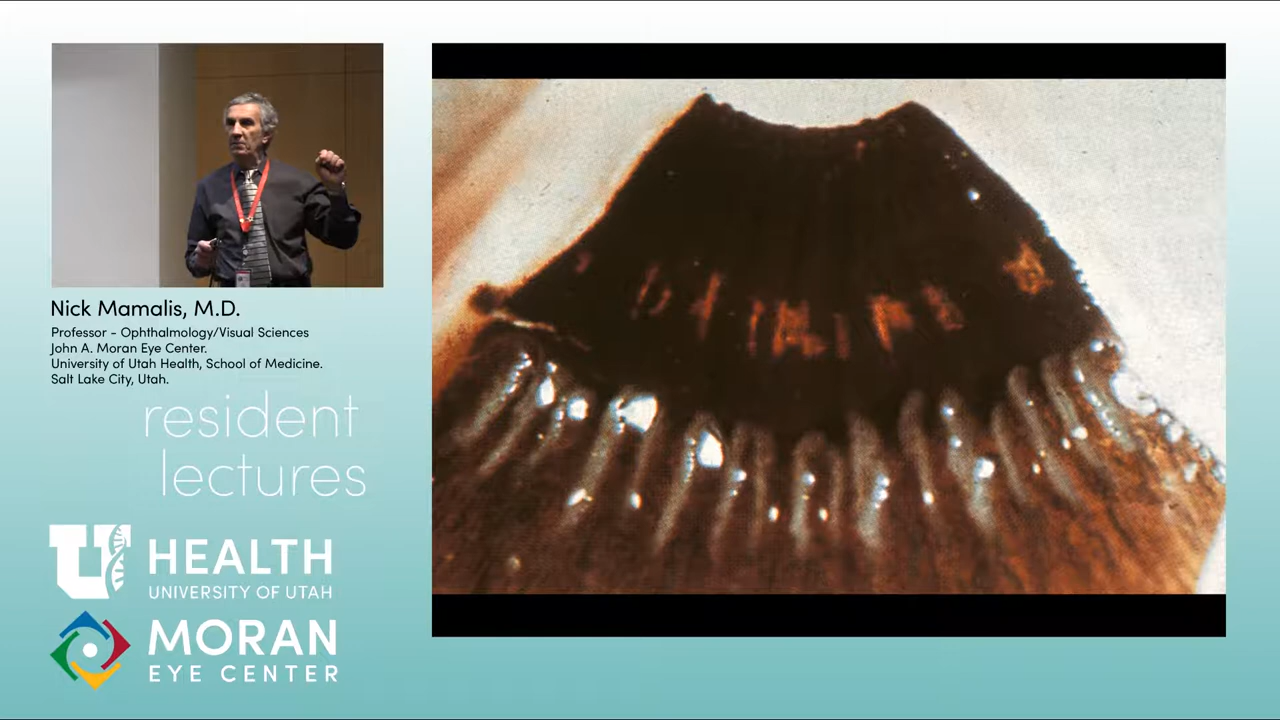 Nick Mamalis, M.D.
Professor - Ophthalmology/Visual Sciences
John A. Moran Eye Center.
University of Utah Health, School of Medicine.
Salt Lake City, Utah.
resident
lectures
U HEALTH
UNIVERSITY OF UTAH
MORAN
EYE CENTER